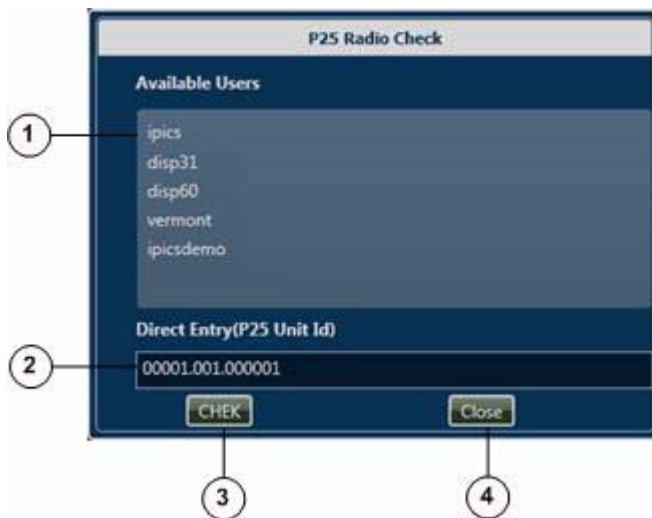 P25 Radio Check
Available Users
1
ipics
disp31
disp60
vermont
ipicsdemo
Direct Entry(P25 Unit Id)
2
00001.001.000001
CHEK
Close
3
4